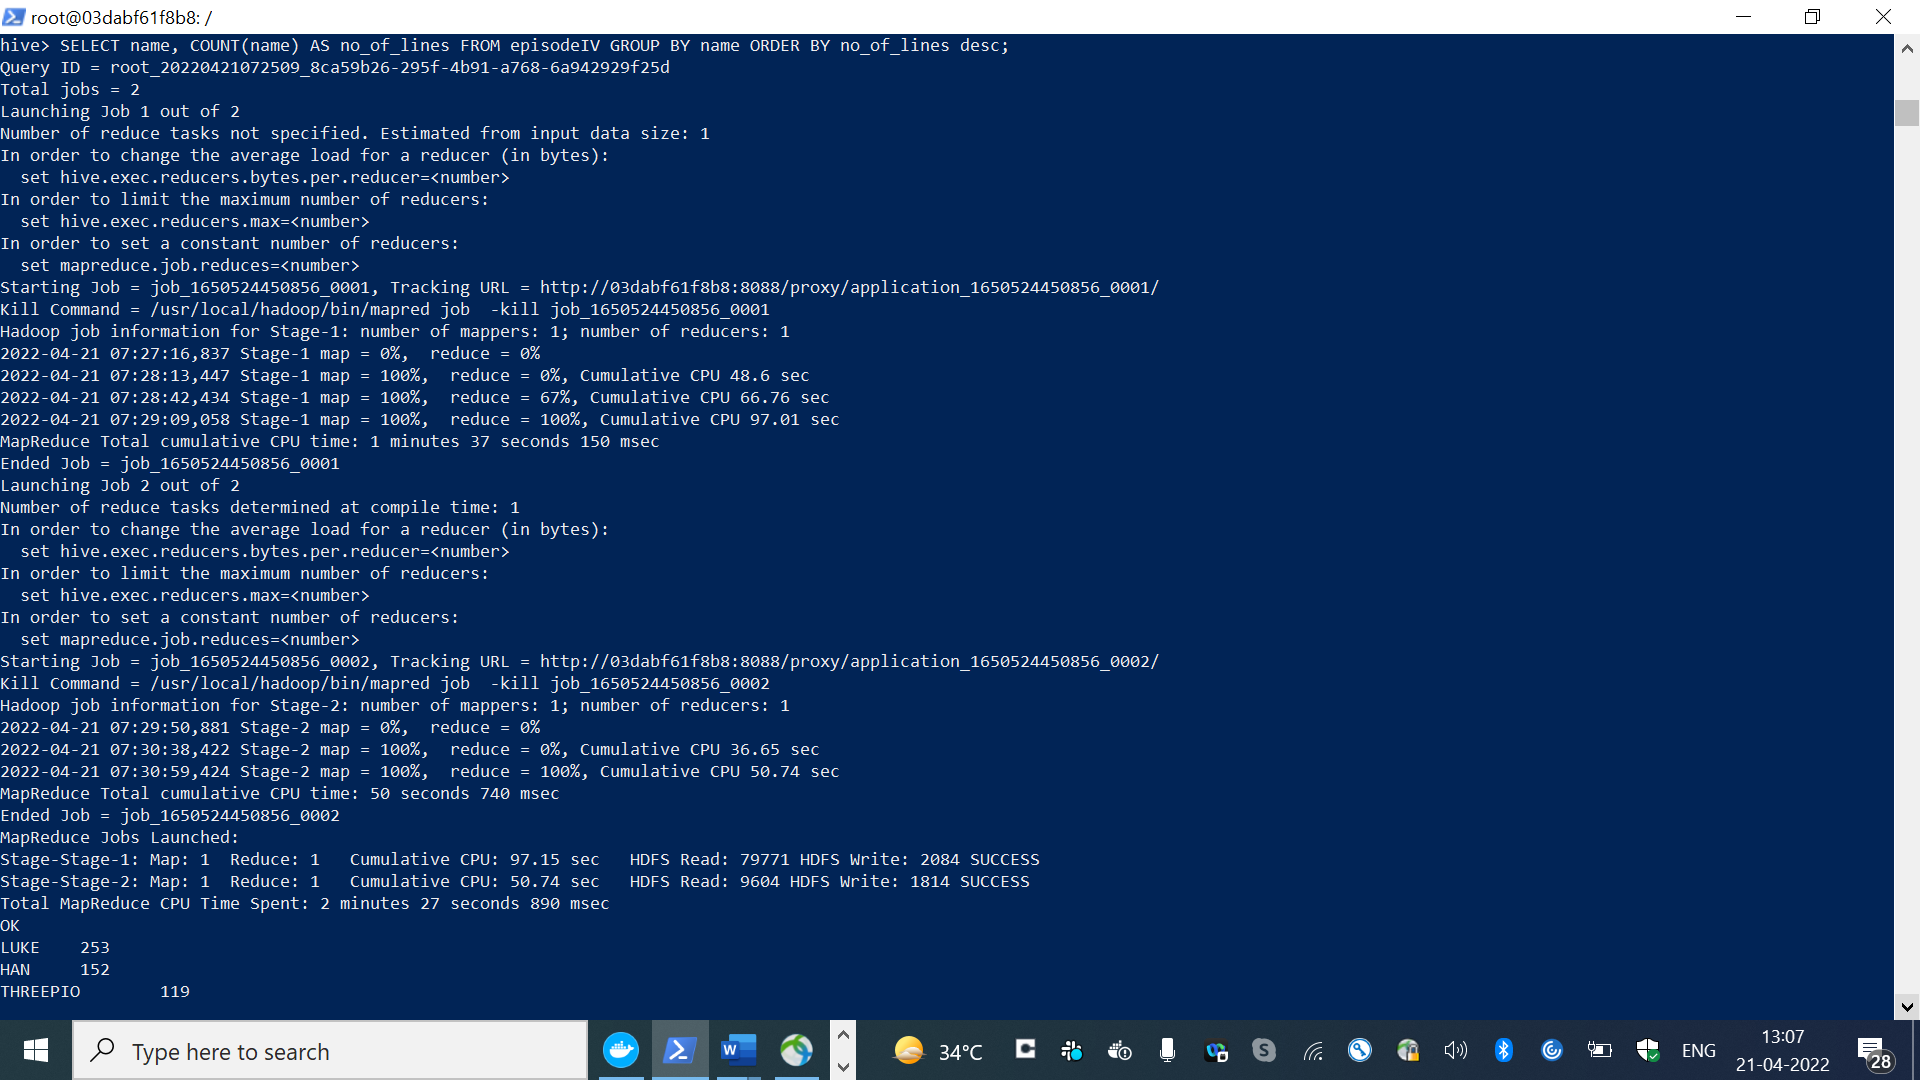 root@03dabf61f8b8: /
hive> SELECT name, COUNT(name) AS no_of_lines FROM episodeIV GROUP BY name ORDER BY no_of_lines desc;
Query ID = root_20220421072509_8ca59b26-295f-4b91-a768-6a942929f25d
Total jobs = 2
Launching Job 1 out of 2
Number of reduce tasks not specified. Estimated from input data size: 1
In order to change the average load for a reducer (in bytes):
  set hive.exec.reducers.bytes.per.reducer=<number>
In order to limit the maximum number of reducers:
  set hive.exec.reducers.max=<number>
In order to set a constant number of reducers:
  set mapreduce.job.reduces=<number>
Starting Job = job_1650524450856_0001, Tracking URL = http://03dabf61f8b8:8088/proxy/application_1650524450856_0001/
Kill Command = /usr/local/hadoop/bin/mapred job  -kill job_1650524450856_0001
Hadoop job information for Stage-1: number of mappers: 1; number of reducers: 1
2022-04-21 07:27:16,837 Stage-1 map = 0%,  reduce = 0%
2022-04-21 07:28:13,447 Stage-1 map = 100%,  reduce = 0%, Cumulative CPU 48.6 sec
2022-04-21 07:28:42,434 Stage-1 map = 100%,  reduce = 67%, Cumulative CPU 66.76 sec
2022-04-21 07:29:09,058 Stage-1 map = 100%,  reduce = 100%, Cumulative CPU 97.01 sec
MapReduce Total cumulative CPU time: 1 minutes 37 seconds 150 msec
Ended Job = job_1650524450856_0001
Launching Job 2 out of 2
Number of reduce tasks determined at compile time: 1
In order to change the average load for a reducer (in bytes):
  set hive.exec.reducers.bytes.per.reducer=<number>
In order to limit the maximum number of reducers:
  set hive.exec.reducers.max=<number>
In order to set a constant number of reducers:
  set mapreduce.job.reduces=<number>
Starting Job = job_1650524450856_0002, Tracking URL = http://03dabf61f8b8:8088/proxy/application_1650524450856_0002/
Kill Command = /usr/local/hadoop/bin/mapred job  -kill job_1650524450856_0002
Hadoop job information for Stage-2: number of mappers: 1; number of reducers: 1
2022-04-21 07:29:50,881 Stage-2 map = 0%,  reduce = 0%
2022-04-21 07:30:38,422 Stage-2 map = 100%,  reduce = 0%, Cumulative CPU 36.65 sec
2022-04-21 07:30:59,424 Stage-2 map = 100%,  reduce = 100%, Cumulative CPU 50.74 sec
MapReduce Total cumulative CPU time: 50 seconds 740 msec
Ended Job = job_1650524450856_0002
MapReduce Jobs Launched:
Stage-Stage-1: Map: 1  Reduce: 1   Cumulative CPU: 97.15 sec   HDFS Read: 79771 HDFS Write: 2084 SUCCESS
Stage-Stage-2: Map: 1  Reduce: 1   Cumulative CPU: 50.74 sec   HDFS Read: 9604 HDFS Write: 1814 SUCCESS
Total MapReduce CPU Time Spent: 2 minutes 27 seconds 890 msec
OK
LUKE    253
HAN     152
THREEPIO        119
Type here to search
34°C
ENG
13:07
21-04-2022
28